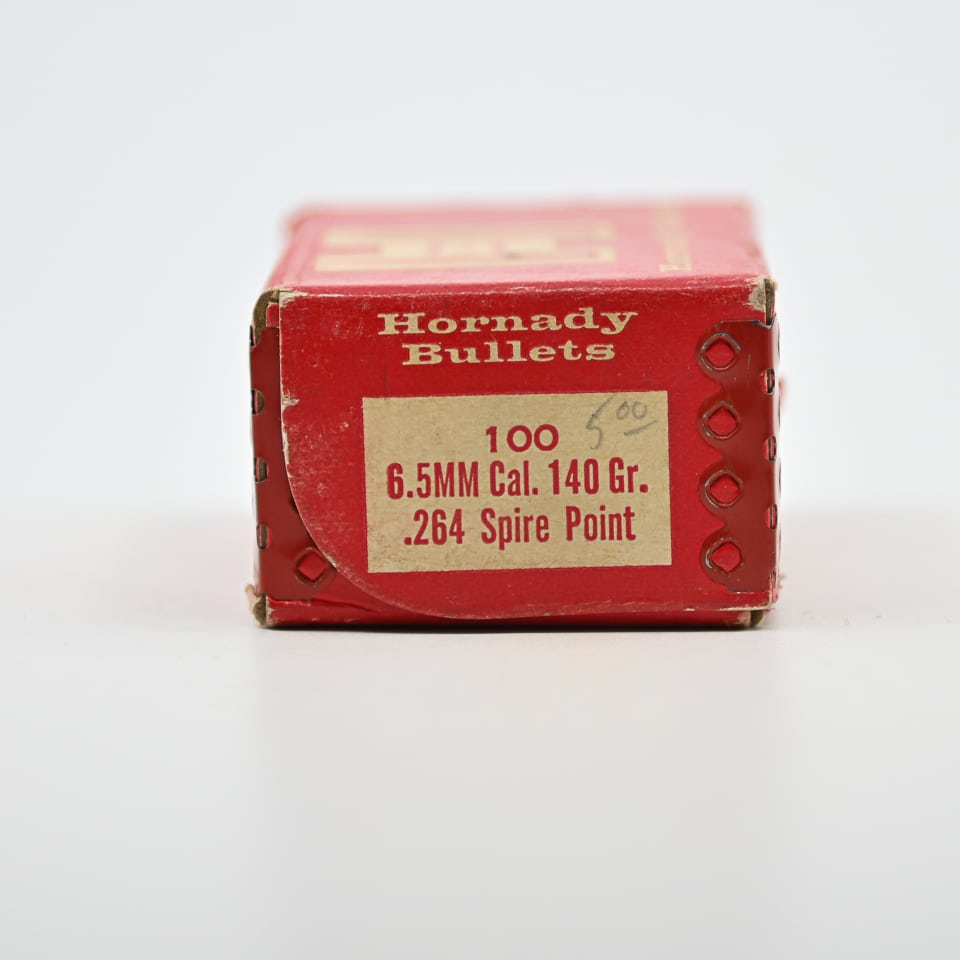 Hornady
Bullets
100 5.00
6.5MM Cal. 140 Gr.
.264 Spire Point